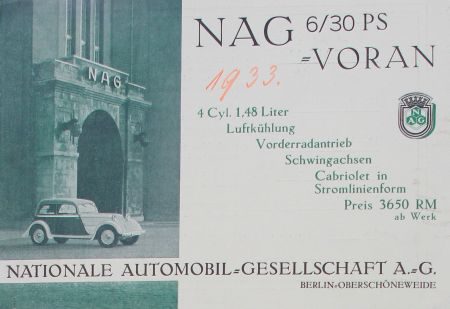 NAG 6/30 PS
=VORAN
1933.
NAG
4 Cyl. 1,48 Liter
Luftkühlung
Vorderradantrieb
Schwingachsen
Cabriolet in
Stromlinienform
Preis 3650 RM
ab Werk
NAG
NATIONALE AUTOMOBIL=GESELLSCHAFT A.=G.
BERLIN=OBERSCHÖNEWEIDE